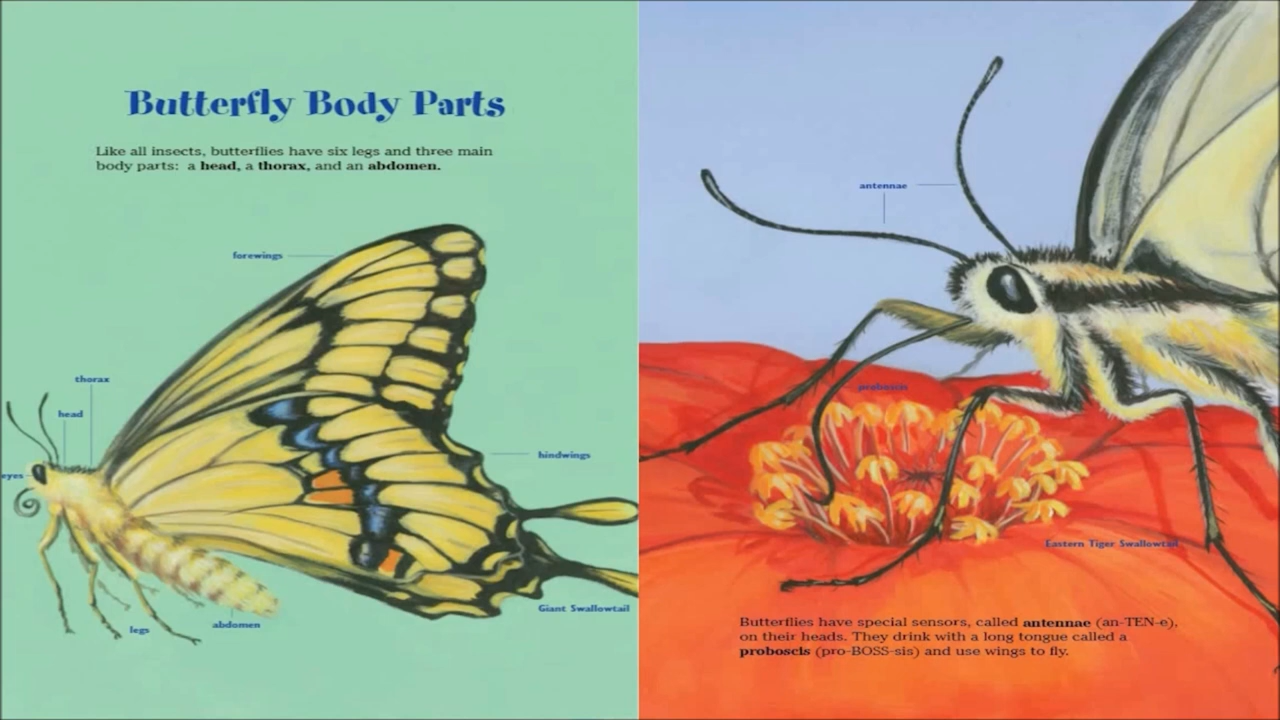 Butterfly Body Parts
Like all insects, butterflies have six legs and three main
body parts: a head, a thorax, and an abdomen.
forewings
thorax
head
eyes
hindwings
Giant Swallowtail
abdomen
legs
antennae
proboscis
Eastern Tiger Swallowtail
Butterflies have special sensors, called antennae (an-TEN-e),
on their heads. They drink with a long tongue called a
proboscis (pro-BOSS-sis) and use wings to fly.